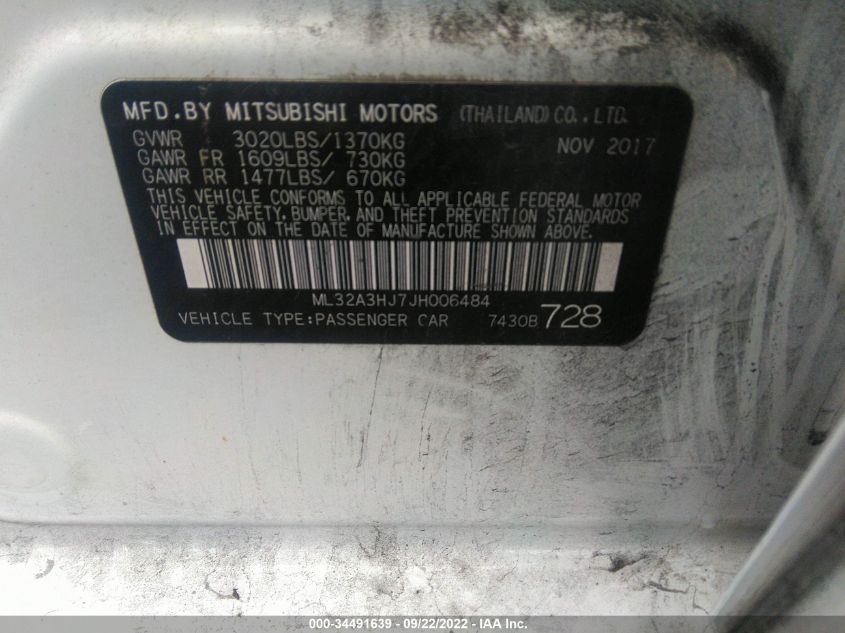 MFD.BY MITSUBISHI MOTORS (THAILAND) CO., LTD.
GVWR 3020LBS/1370KG NOV 2017
GAWR FR 1609LBS/ 730KG
GAWR RR 1477LBS/ 670KG
THIS VEHICLE CONFORMS TO ALL APPLICABLE FEDERAL MOTOR
VEHICLE SAFETY, BUMPER, AND THEFT PREVENTION STANDARDS
IN EFFECT ON THE DATE OF MANUFACTURE SHOWN ABOVE.
ML32A3HJ7JH006484
VEHICLE TYPE:PASSENGER CAR 7430B 728
000-34491639 - 09/22/2022 - IAA Inc.